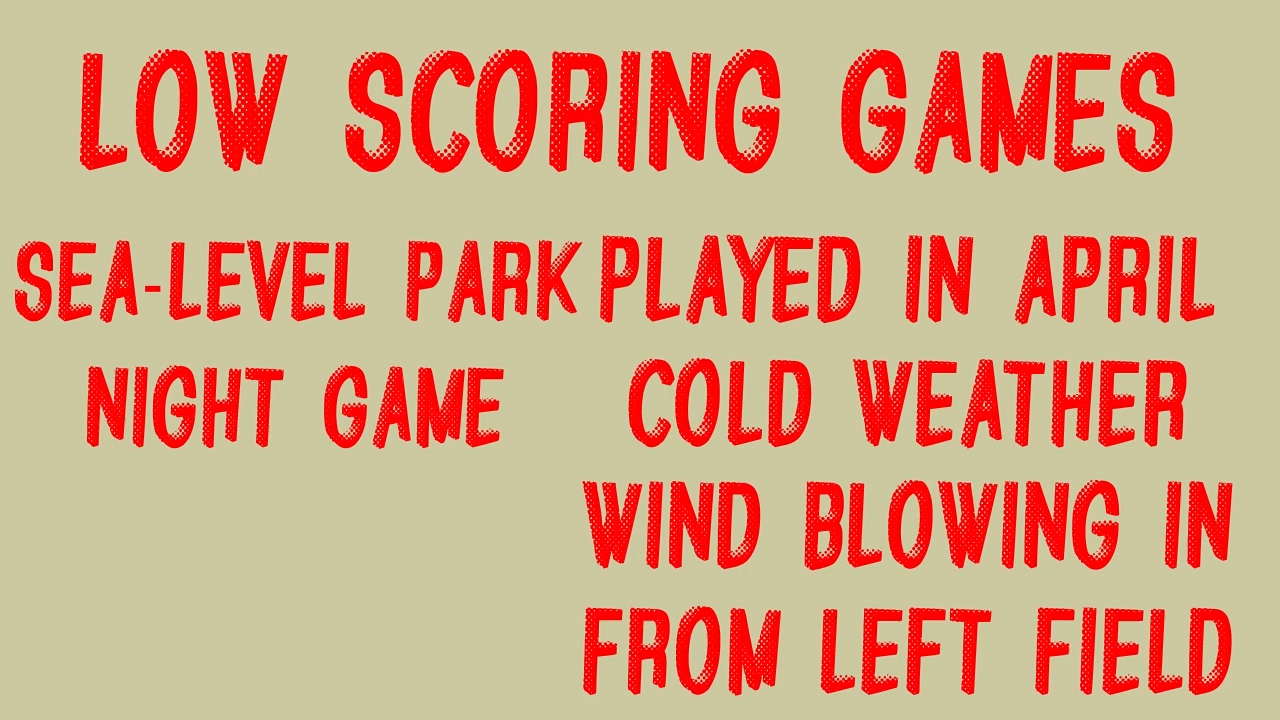 LOW SCORING GAMES
SEA-LEVEL PARK
NIGHT GAME
PLAYED IN APRIL
COLD WEATHER
WIND BLOWING IN
FROM LEFT FIELD